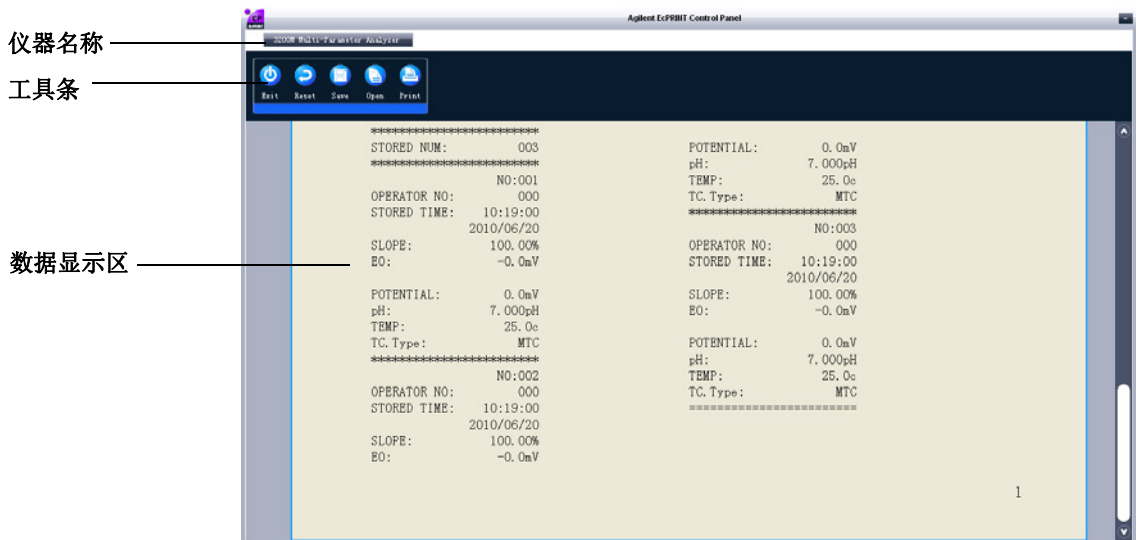 CP
Agilent EcPRINT Control Panel
仪器名称
3200M Multi-Parameter Analyzer
工具条
Exit Reset Save Open Print
数据显示区
************************
STORED NUM: 003
************************
NO:001
OPERATOR NO: 000
STORED TIME: 10:19:00
2010/06/20
SLOPE: 100.00%
EO: -0.0mV
POTENTIAL: 0.0mV
pH: 7.000pH
TEMP: 25.0c
TC.Type: MTC
************************
NO:002
OPERATOR NO: 000
STORED TIME: 10:19:00
2010/06/20
SLOPE: 100.00%
EO: -0.0mV
POTENTIAL: 0.0mV
pH: 7.000pH
TEMP: 25.0c
TC.Type: MTC
************************
NO:003
OPERATOR NO: 000
STORED TIME: 10:19:00
2010/06/20
SLOPE: 100.00%
EO: -0.0mV
POTENTIAL: 0.0mV
pH: 7.000pH
TEMP: 25.0c
TC.Type: MTC
========================
1